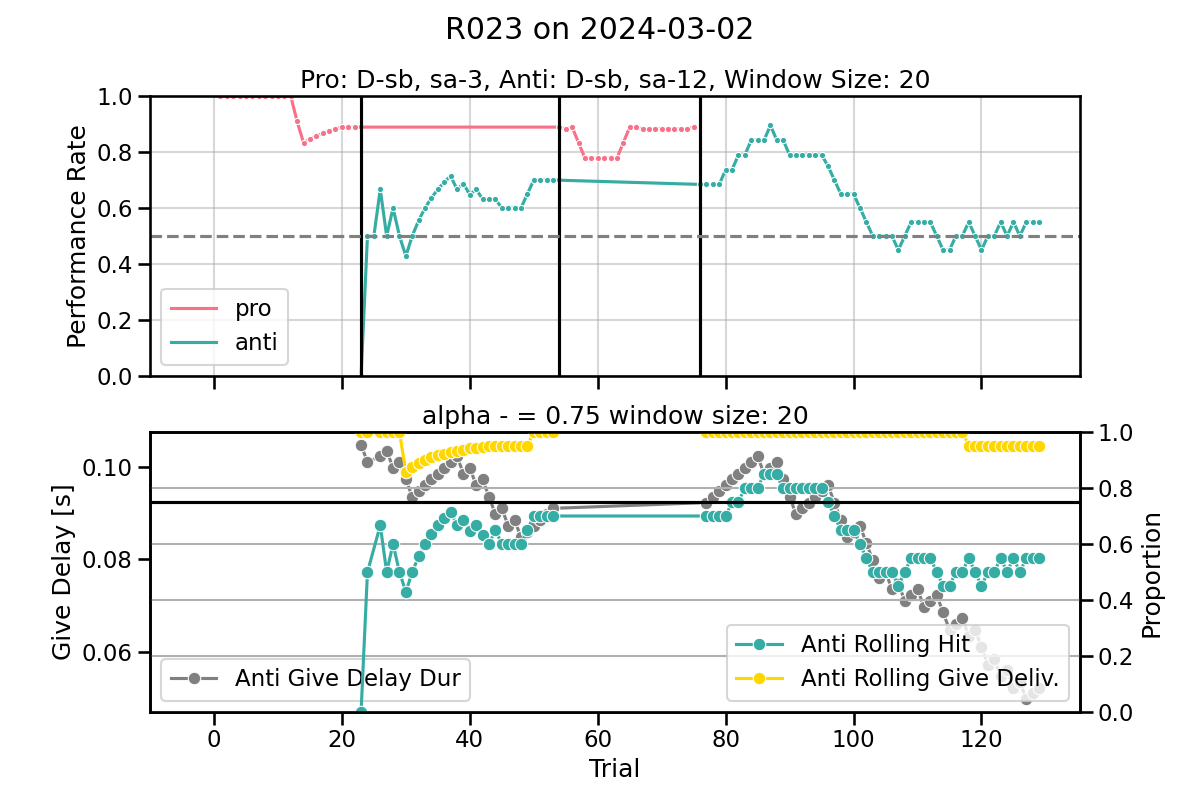 R023 on 2024-03-02
Pro: D-sb, sa-3, Anti: D-sb, sa-12, Window Size: 20
Performance Rate
1.0
0.8
0.6
0.4
0.2
0.0
pro
anti
alpha - = 0.75 window size: 20
Give Delay [s]
0.10
0.08
0.06
Anti Give Delay Dur
Anti Rolling Hit
Anti Rolling Give Deliv.
1.0
0.8
0.6
0.4
0.2
0.0
Proportion
0 20 40 60 80 100 120
Trial